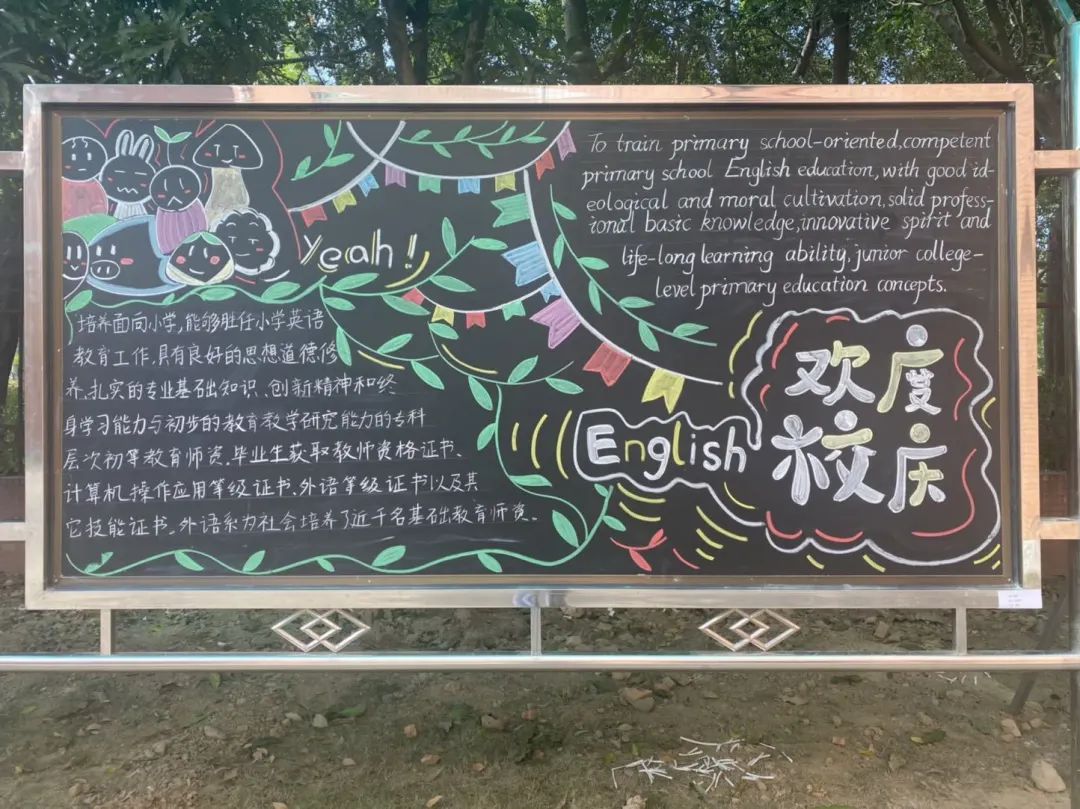 Yeah!
培养面向小学,能够胜任小学英语
教育工作.具有良好的思想道德修
养.扎实的专业基础知识、创新精神和终
身学习能力与初步的教育教学研究能力的专科
层次初等教育师资.毕业生获取教师资格证书、
计算机操作应用等级证书、外语等级证书以及其
它技能证书、外语系为社会培养了近千名基础教育师资.
To train primary school-oriented,competent
primary school English education,with good id-
eological and moral cultivation,solid profess-
ional basic knowledge,innovative spirit and
life-long learning ability,junior college-
level primary education concepts.
欢度
校庆
English